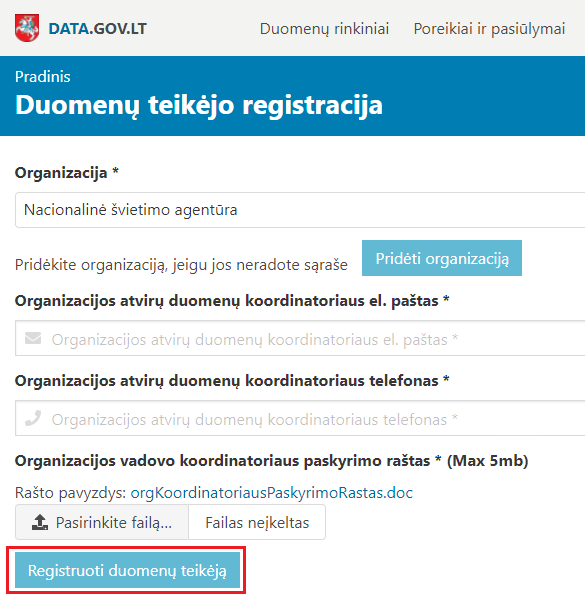 DATA.GOV.LT Duomenų rinkiniai Poreikiai ir pasiūlymai
Pradinis
Duomenų teikėjo registracija
Organizacija *
Nacionalinė švietimo agentūra
Pridėkite organizaciją, jeigu jos neradote sąraše Pridėti organizaciją
Organizacijos atvirų duomenų koordinatoriaus el. paštas *
Organizacijos atvirų duomenų koordinatoriaus el. paštas *
Organizacijos atvirų duomenų koordinatoriaus telefonas *
Organizacijos atvirų duomenų koordinatoriaus telefonas *
Organizacijos vadovo koordinatoriaus paskyrimo raštas * (Max 5mb)
Rašto pavyzdys: orgKoordinatoriausPaskyrimoRastas.doc
Pasirinkite failą... Failas neįkeltas
Registruoti duomenų teikėją